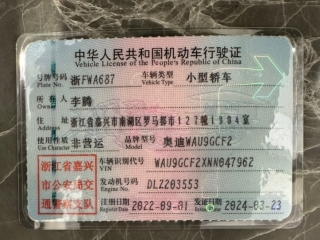 中华人民共和国机动车行驶证
Vehicle License of the People's Republic of China
号牌号码 浙FWA687 车辆类型 小型轿车
Plate No. Vehicle Type
所有人 李腾
Owner
住址 浙江省嘉兴市南湖区罗马都市127幢1904室
Address
使用性质 非营运 品牌型号 奥迪WAU9GCF2
Use Character Model
浙江省嘉兴市公安局交通警察支队
车辆识别代号 WAU9GCF2XNN047962
VIN
发动机号码 DLZ203553
Engine No.
注册日期 2022-09-01 发证日期 2024-03-23
Register Date Issue Date